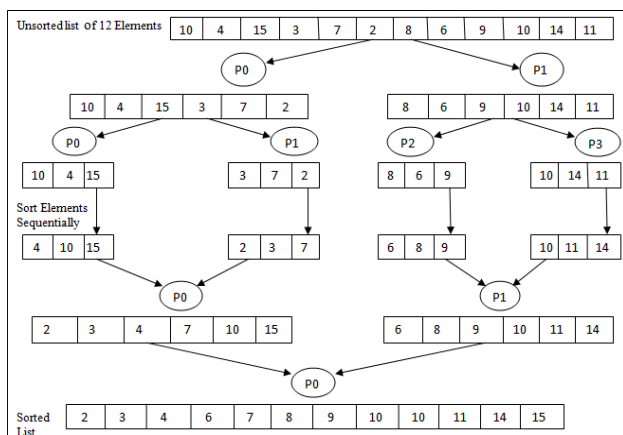 Unsorted list of 12 Elements 10 4 15 3 7 2 8 6 9 10 14 11
P0 P1
10 4 15 3 7 2 8 6 9 10 14 11
P0 P1 P2 P3
10 4 15 3 7 2 8 6 9 10 14 11
Sort Elements
Sequentially
4 10 15 2 3 7 6 8 9 10 11 14
P0 P1
2 3 4 7 10 15 6 8 9 10 11 14
P0
Sorted
List
2 3 4 6 7 8 9 10 10 11 14 15